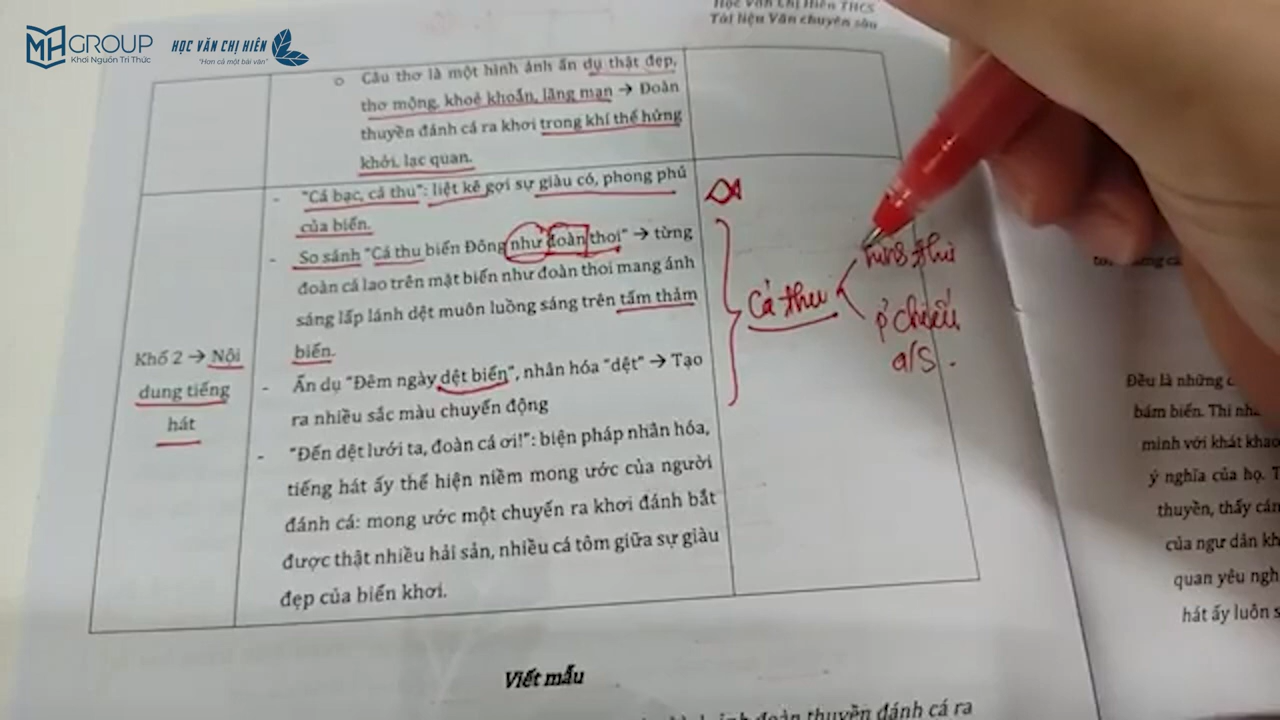 MH GROUP
Khơi Nguồn Tri Thức
HỌC VĂN CHỊ HIÊN
"Hơn cả một bài văn"
Học Văn Chị Hiên THCS
Tài liệu Văn chuyên sâu
o Câu thơ là một hình ảnh ẩn dụ thật đẹp,
thơ mộng, khoẻ khoắn, lãng mạn → Đoàn
thuyền đánh cá ra khơi trong khí thế hứng
khởi, lạc quan.
Khổ 2 → Nội
dung tiếng
hát
- "Cá bạc, cá thu": liệt kê gợi sự giàu có, phong phú
của biển.
- So sánh "Cá thu biển Đông như đoàn thoi" → từng
đoàn cá lao trên mặt biển như đoàn thoi mang ánh
sáng lấp lánh dệt muôn luồng sáng trên tấm thảm
biển.
- Ẩn dụ "Đêm ngày dệt biển", nhân hóa "dệt" → Tạo
ra nhiều sắc màu chuyển động
- "Đến dệt lưới ta, đoàn cá ơi!": biện pháp nhân hóa,
tiếng hát ấy thể hiện niềm mong ước của người
đánh cá: mong ước một chuyến ra khơi đánh bắt
được thật nhiều hải sản, nhiều cá tôm giữa sự giàu
đẹp của biển khơi.
cá thu
a/s.
Viết mẫu
đoàn thuyền đánh cá ra
Đều là những
bám biển. Thi
mình với khát
ý nghĩa của họ.
thuyền, thấy
của ngư dân
quan yêu
hát ấy luôn